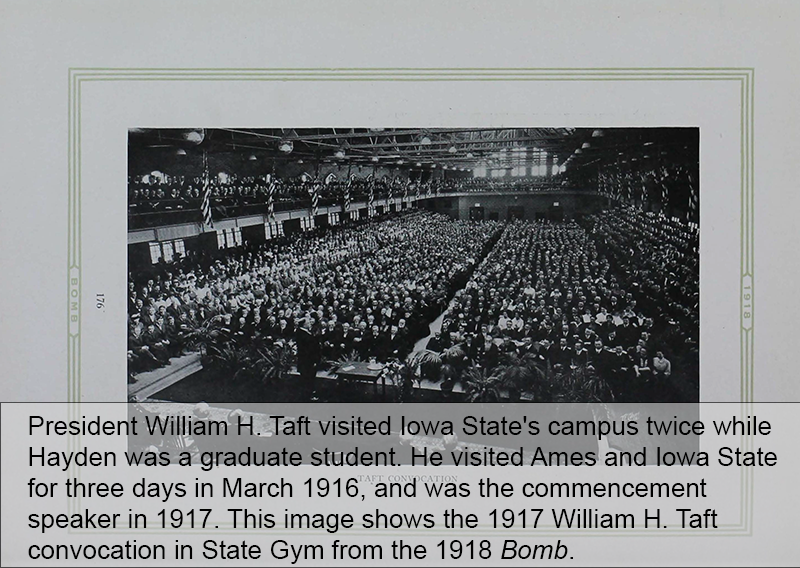 BOMB
176
1918
TAFT CONVOCATION
President William H. Taft visited Iowa State's campus twice while
Hayden was a graduate student. He visited Ames and Iowa State
for three days in March 1916, and was the commencement
speaker in 1917. This image shows the 1917 William H. Taft
convocation in State Gym from the 1918 Bomb.